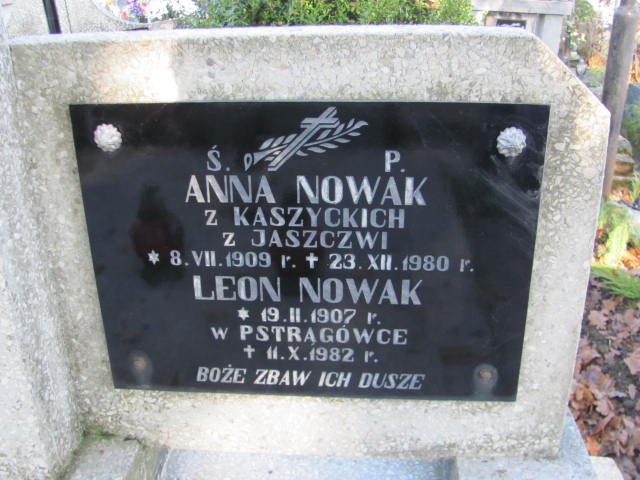 Ś. P.
ANNA NOWAK
Z KASZYCKICH
Z JASZCZWI
* 8. VII. 1909 r. + 23. XII. 1980 r.
LEON NOWAK
* 19. II. 1907 r.
W PSTRĄGÓWCE
+ 11. X. 1982 r.
BOŻE ZBAW ICH DUSZE